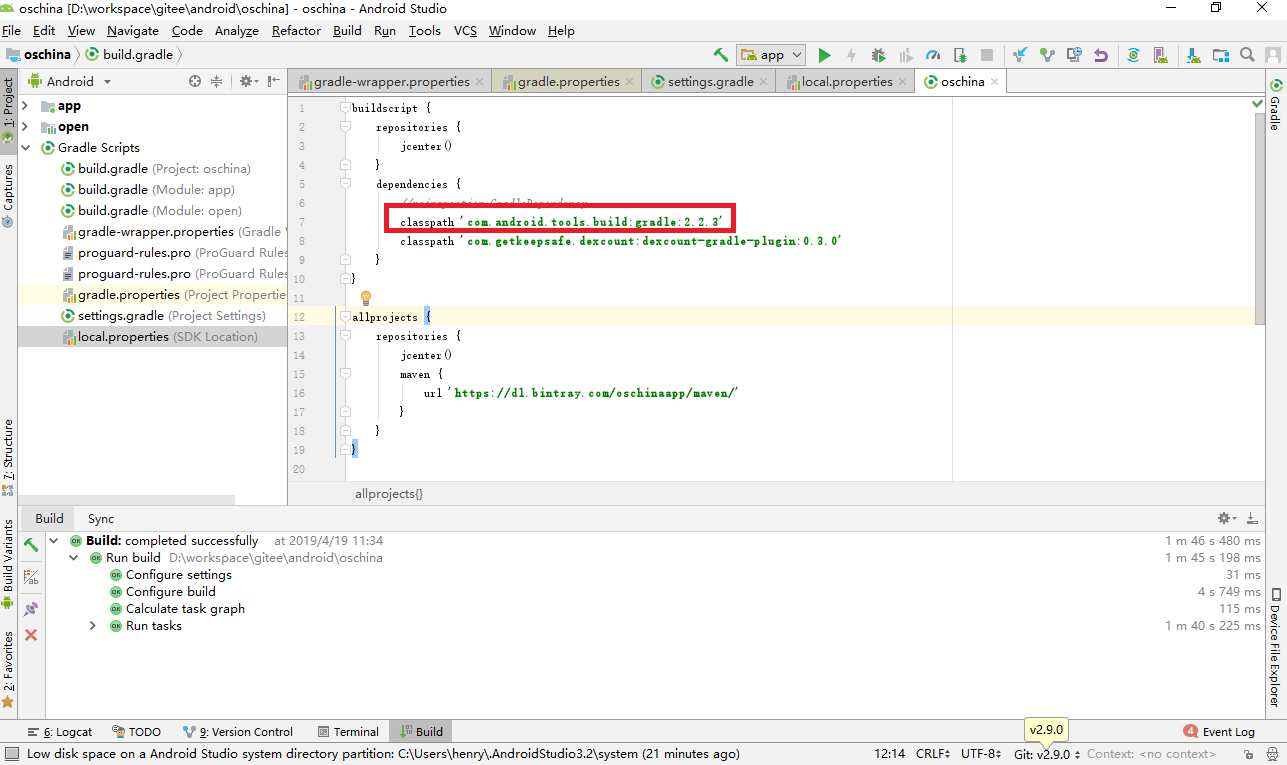 oschina [D:\workspace\gitee\android\oschina] - oschina - Android Studio
File Edit View Navigate Code Analyze Refactor Build Run Tools VCS Window Help
oschina build.gradle app
1: Project
Captures
7: Structure
Build Variants
2: Favorites
Android
app
open
Gradle Scripts
build.gradle (Project: oschina)
build.gradle (Module: app)
build.gradle (Module: open)
gradle-wrapper.properties (Gradle V
proguard-rules.pro (ProGuard Rules
proguard-rules.pro (ProGuard Rules
gradle.properties (Project Propertie
settings.gradle (Project Settings)
local.properties (SDK Location)
gradle-wrapper.properties gradle.properties settings.gradle local.properties oschina
1 buildscript {
2 repositories {
3 jcenter()
4 }
5 dependencies {
6 //noinspection GradleDependency
7 classpath 'com.android.tools.build:gradle:2.2.3'
8 classpath 'com.getkeepsafe.dexcount:dexcount-gradle-plugin:0.3.0'
9 }
10 }
11
12 allprojects {
13 repositories {
14 jcenter()
15 maven {
16 url 'https://dl.bintray.com/oschinaapp/maven/'
17 }
18 }
19 }
20
allprojects{}
Gradle
Device File Explorer
Build Sync
Build: completed successfully at 2019/4/19 11:34 1 m 46 s 480 ms
Run build D:\workspace\gitee\android\oschina 1 m 45 s 198 ms
Configure settings 31 ms
Configure build 4 s 749 ms
Calculate task graph 115 ms
Run tasks 1 m 40 s 225 ms
6: Logcat TODO 9: Version Control Terminal Build v2.9.0 4 Event Log
Low disk space on a Android Studio system directory partition: C:\Users\henry\.AndroidStudio3.2\system (21 minutes ago) 12:14 CRLF UTF-8 Git: v2.9.0 Context: <no context>